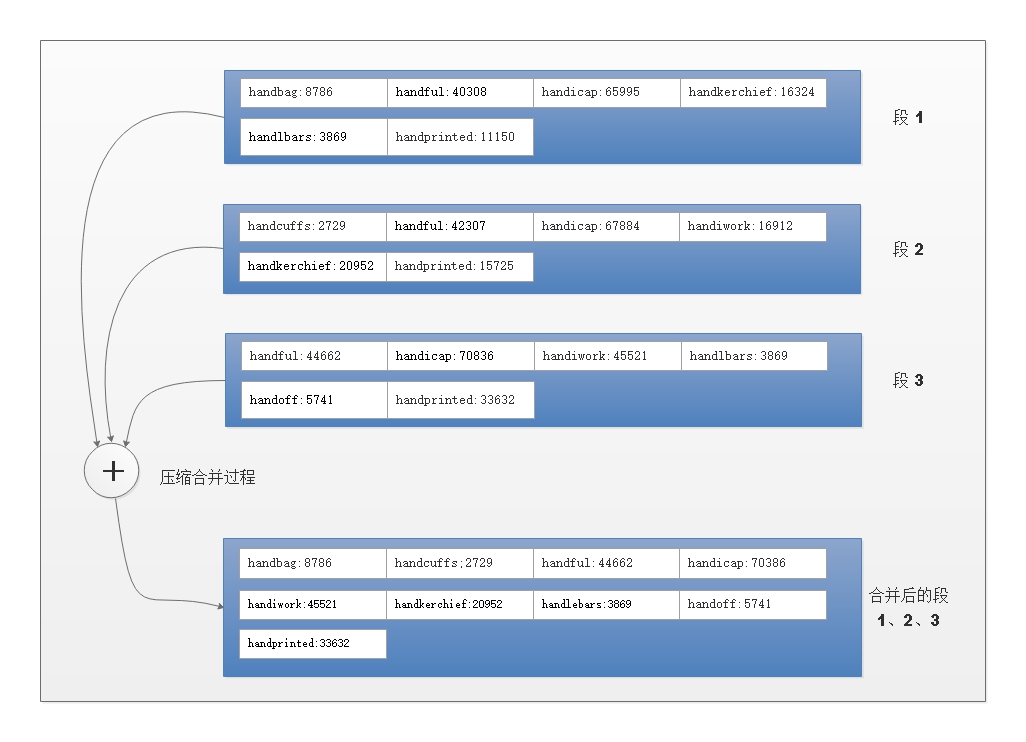 handbag:8786 handful:40308 handicap:65995 handkerchief:16324
handlbars:3869 handprinted:11150
段 1
handcuffs:2729 handful:42307 handicap:67884 handiwork:16912
handkerchief:20952 handprinted:15725
段 2
handful:44662 handicap:70836 handiwork:45521 handlbars:3869
handoff:5741 handprinted:33632
段 3
压缩合并过程
handbag:8786 handcuffs;2729 handful:44662 handicap:70386
handiwork:45521 handkerchief:20952 handlebars:3869 handoff:5741
handprinted:33632
合并后的段
1、2、3